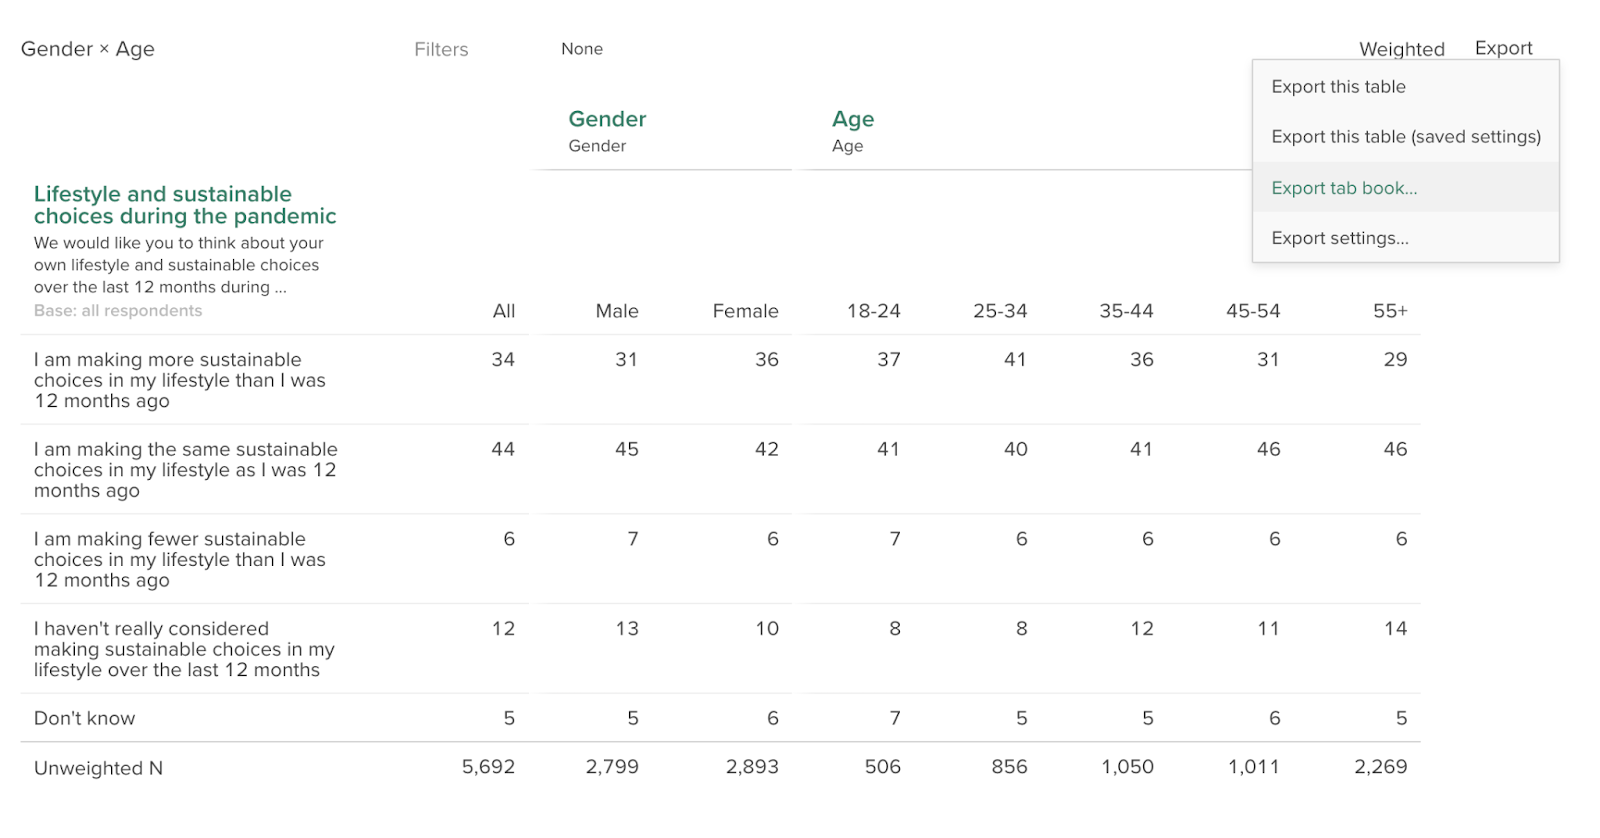 Gender × Age Filters None Weighted Export
Export this table
Export this table (saved settings)
Export tab book...
Export settings...
Gender Age
Gender Age
Lifestyle and sustainable
choices during the pandemic
We would like you to think about your
own lifestyle and sustainable choices
over the last 12 months during ...
Base: all respondents All Male Female 18-24 25-34 35-44 45-54 55+
I am making more sustainable 34 31 36 37 41 36 31 29
choices in my lifestyle than I was
12 months ago
I am making the same sustainable 44 45 42 41 40 41 46 46
choices in my lifestyle as I was 12
months ago
I am making fewer sustainable 6 7 6 7 6 6 6 6
choices in my lifestyle than I was
12 months ago
I haven't really considered 12 13 10 8 8 12 11 14
making sustainable choices in my
lifestyle over the last 12 months
Don't know 5 5 6 7 5 5 6 5
Unweighted N 5,692 2,799 2,893 506 856 1,050 1,011 2,269